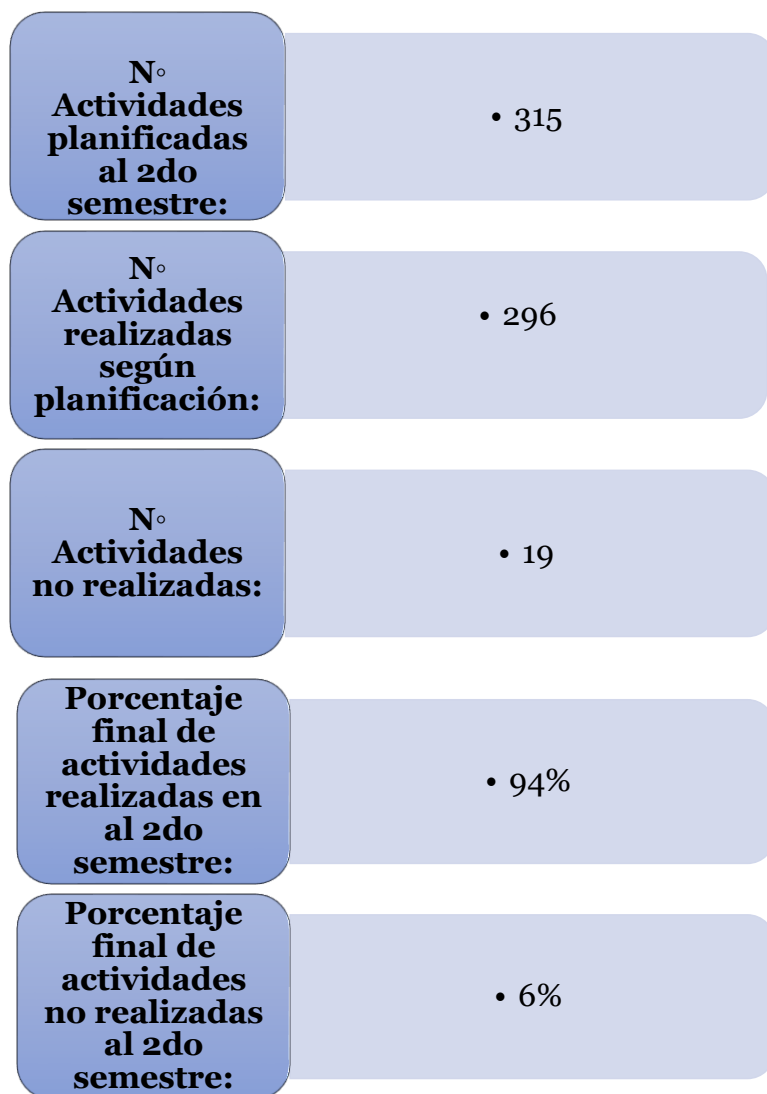 N◦
Actividades
planificadas
al 2do
semestre:
• 315
N◦
Actividades
realizadas
según
planificación:
• 296
N◦
Actividades
no realizadas:
• 19
Porcentaje
final de
actividades
realizadas en
al 2do
semestre:
• 94%
Porcentaje
final de
actividades
no realizadas
al 2do
semestre:
• 6%